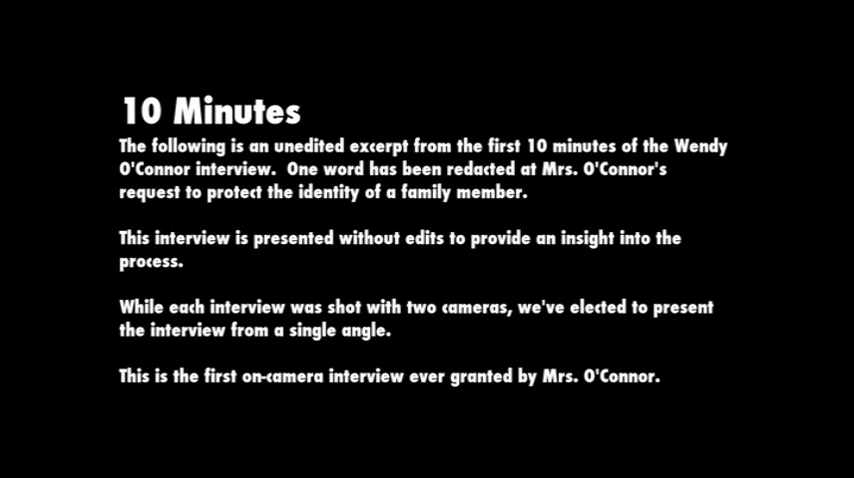 10 Minutes
The following is an unedited excerpt from the first 10 minutes of the Wendy
O'Connor interview.  One word has been redacted at Mrs. O'Connor's
request to protect the identity of a family member.
This interview is presented without edits to provide an insight into the
process.
While each interview was shot with two cameras, we've elected to present
the interview from a single angle.
This is the first on-camera interview ever granted by Mrs. O'Connor.